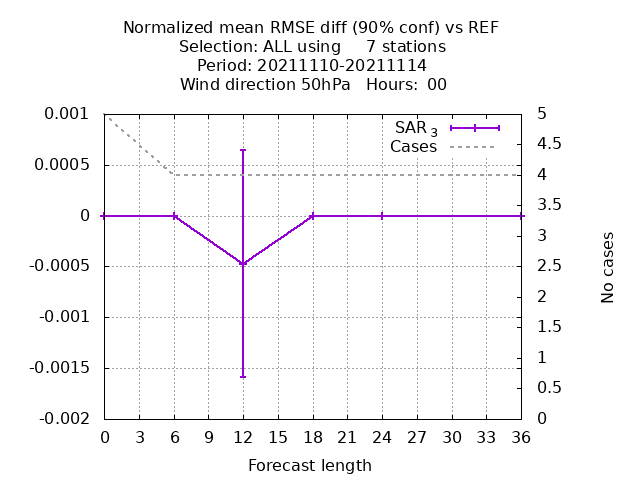 Normalized mean RMSE diff (90% conf) vs REF
Selection: ALL using     7 stations
Period: 20211110-20211114
Wind direction 50hPa   Hours:  00
0.001
0.0005
0
-0.0005
-0.001
-0.0015
-0.002
SAR 3
Cases
5
4.5
4
3.5
3
2.5
2
1.5
1
0.5
0
No cases
0 3 6 9 12 15 18 21 24 27 30 33 36
Forecast length